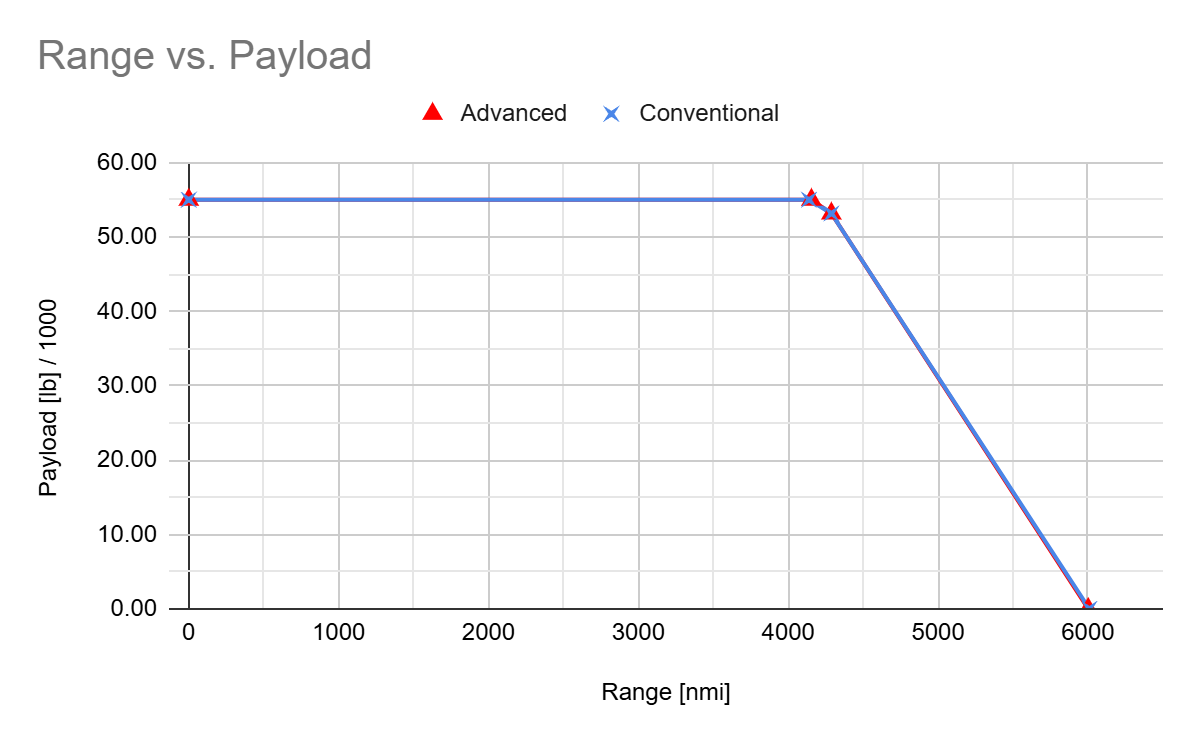 Range vs. Payload
Advanced
Conventional
60.00
50.00
40.00
30.00
20.00
10.00
0.00
Payload [lb] / 1000
0 1000 2000 3000 4000 5000 6000
Range [nmi]